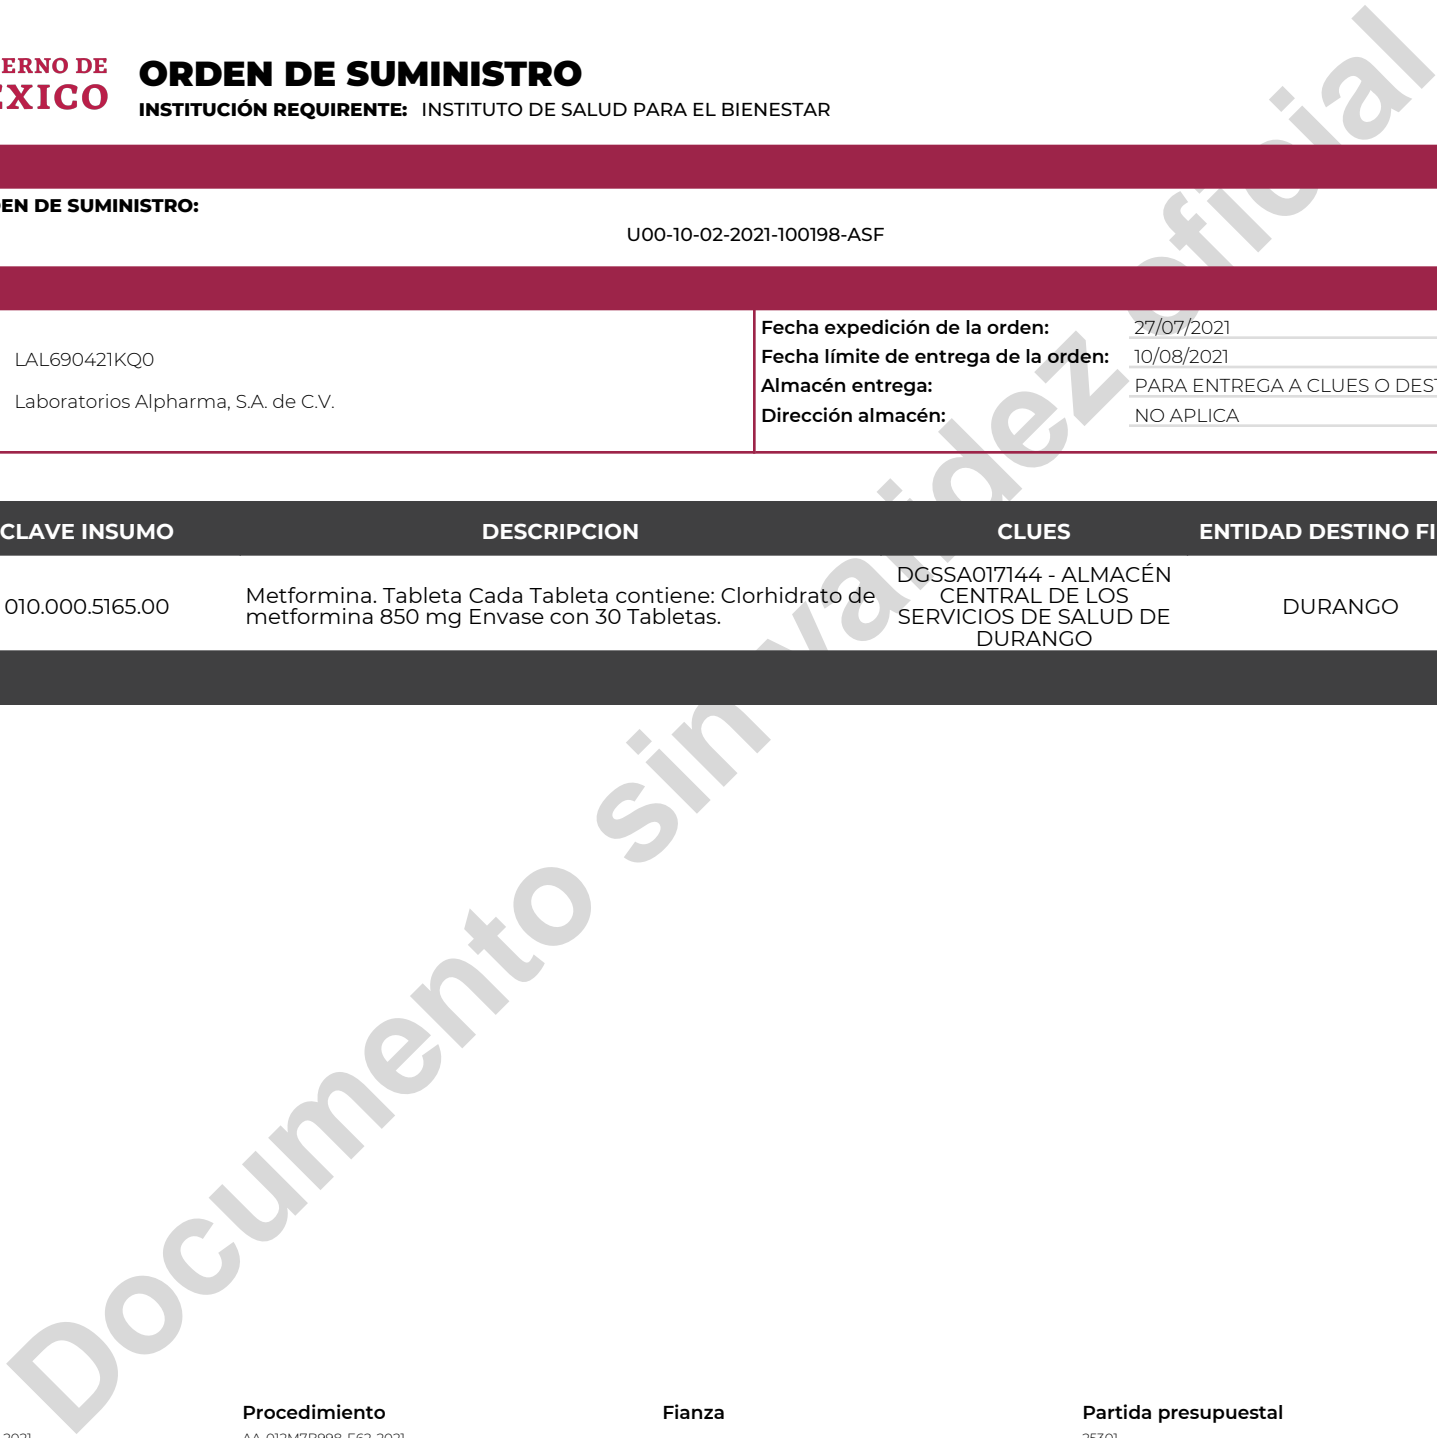 ERNO DE
ÉXICO
ORDEN DE SUMINISTRO
INSTITUCIÓN REQUIRENTE: INSTITUTO DE SALUD PARA EL BIENESTAR
EN DE SUMINISTRO:
U00-10-02-2021-100198-ASF
LAL690421KQ0
Laboratorios Alpharma, S.A. de C.V.
Fecha expedición de la orden: 27/07/2021
Fecha límite de entrega de la orden: 10/08/2021
Almacén entrega: PARA ENTREGA A CLUES O DEST
Dirección almacén: NO APLICA
CLAVE INSUMO DESCRIPCION CLUES ENTIDAD DESTINO FI
010.000.5165.00
Metformina. Tableta Cada Tableta contiene: Clorhidrato de
metformina 850 mg Envase con 30 Tabletas.
DGSSA017144 - ALMACÉN
CENTRAL DE LOS
SERVICIOS DE SALUD DE
DURANGO
DURANGO
Documento sin validez oficial
Procedimiento Fianza Partida presupuestal